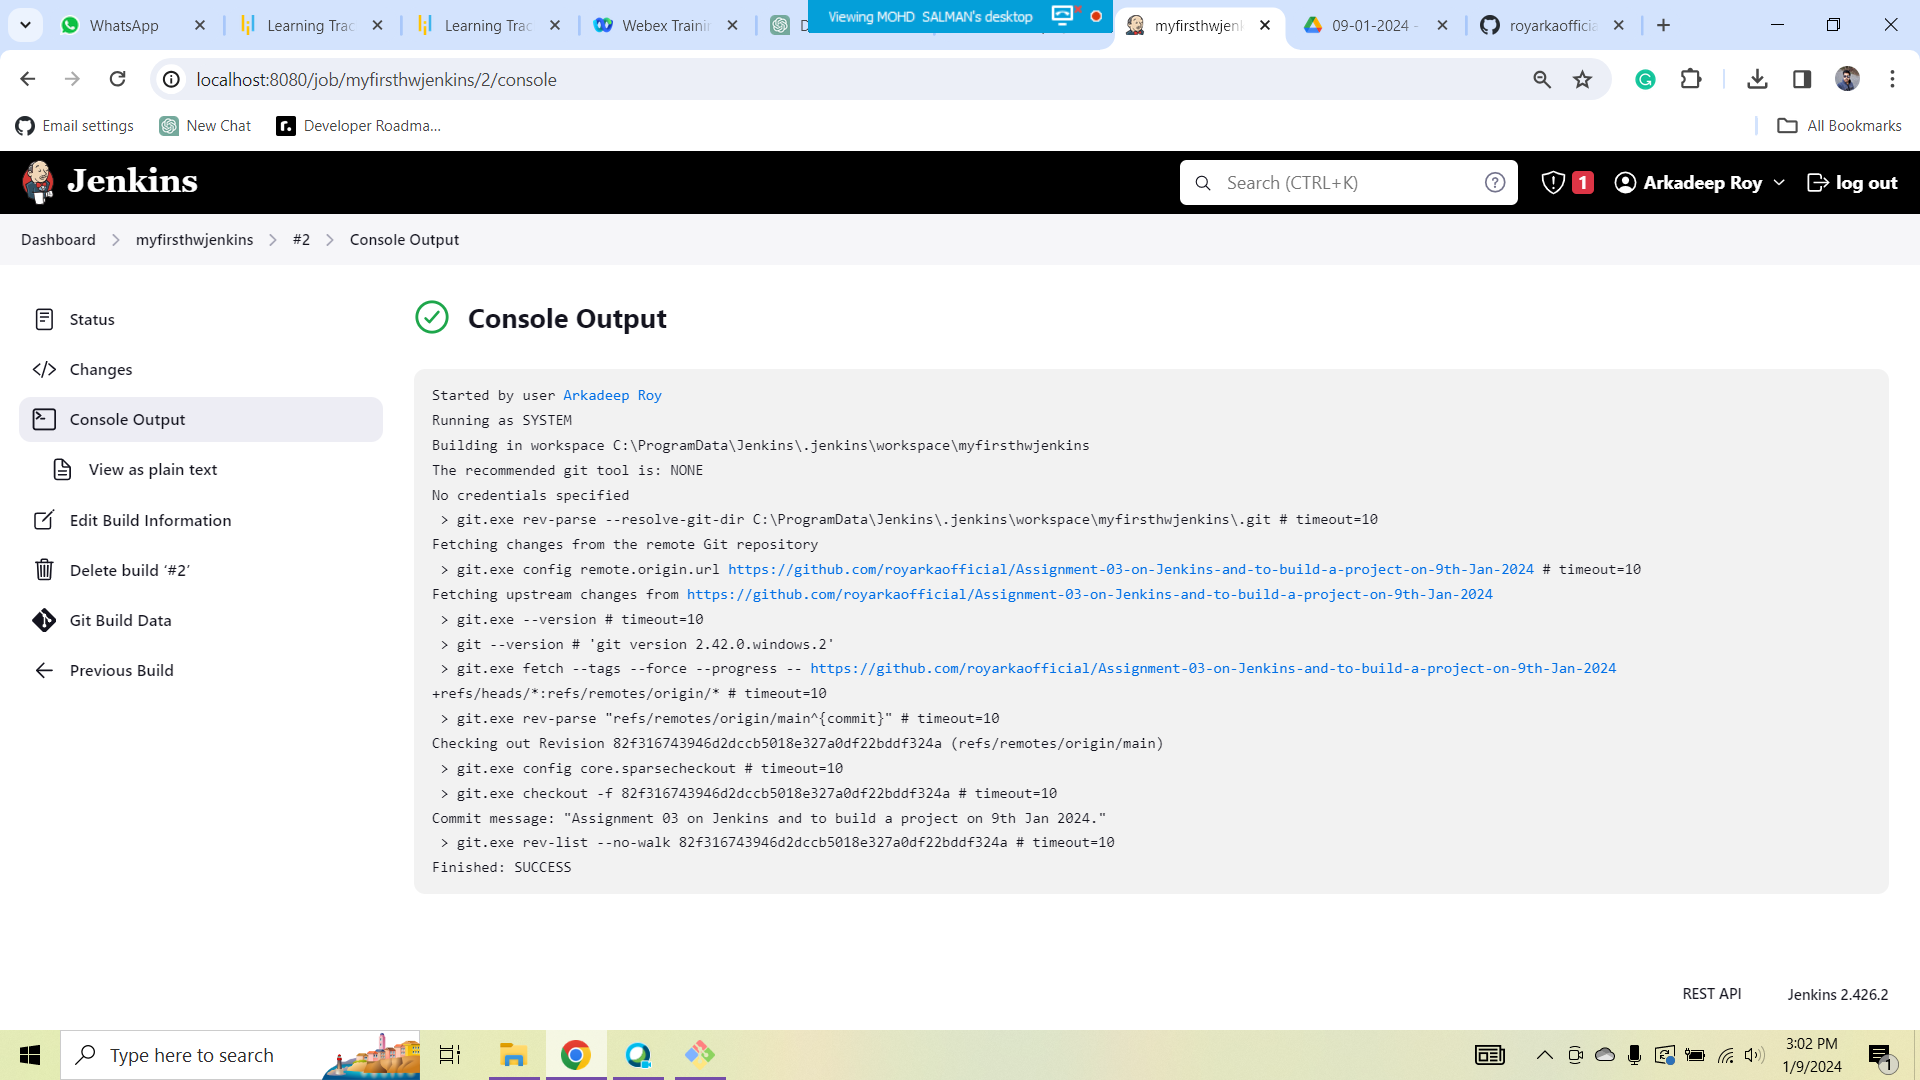 WhatsApp
Learning Trac
Learning Trac
Webex Trainin
D
Viewing MOHD SALMAN's desktop
myfirsthwjenk
09-01-2024 -
royarkaofficia
localhost:8080/job/myfirsthwjenkins/2/console
Email settings
New Chat
Developer Roadma...
All Bookmarks
Jenkins
Search (CTRL+K)
1
Arkadeep Roy
log out
Dashboard
myfirsthwjenkins
#2
Console Output
Status
Changes
Console Output
View as plain text
Edit Build Information
Delete build ‘#2’
Git Build Data
Previous Build
Console Output
Started by user Arkadeep Roy
Running as SYSTEM
Building in workspace C:\ProgramData\Jenkins\.jenkins\workspace\myfirsthwjenkins
The recommended git tool is: NONE
No credentials specified
> git.exe rev-parse --resolve-git-dir C:\ProgramData\Jenkins\.jenkins\workspace\myfirsthwjenkins\.git # timeout=10
Fetching changes from the remote Git repository
> git.exe config remote.origin.url https://github.com/royarkaofficial/Assignment-03-on-Jenkins-and-to-build-a-project-on-9th-Jan-2024 # timeout=10
Fetching upstream changes from https://github.com/royarkaofficial/Assignment-03-on-Jenkins-and-to-build-a-project-on-9th-Jan-2024
> git.exe --version # timeout=10
> git --version # 'git version 2.42.0.windows.2'
> git.exe fetch --tags --force --progress -- https://github.com/royarkaofficial/Assignment-03-on-Jenkins-and-to-build-a-project-on-9th-Jan-2024
+refs/heads/*:refs/remotes/origin/* # timeout=10
> git.exe rev-parse "refs/remotes/origin/main^{commit}" # timeout=10
Checking out Revision 82f316743946d2dccb5018e327a0df22bddf324a (refs/remotes/origin/main)
> git.exe config core.sparsecheckout # timeout=10
> git.exe checkout -f 82f316743946d2dccb5018e327a0df22bddf324a # timeout=10
Commit message: "Assignment 03 on Jenkins and to build a project on 9th Jan 2024."
> git.exe rev-list --no-walk 82f316743946d2dccb5018e327a0df22bddf324a # timeout=10
Finished: SUCCESS
REST API
Jenkins 2.426.2
Type here to search
3:02 PM
1/9/2024
1